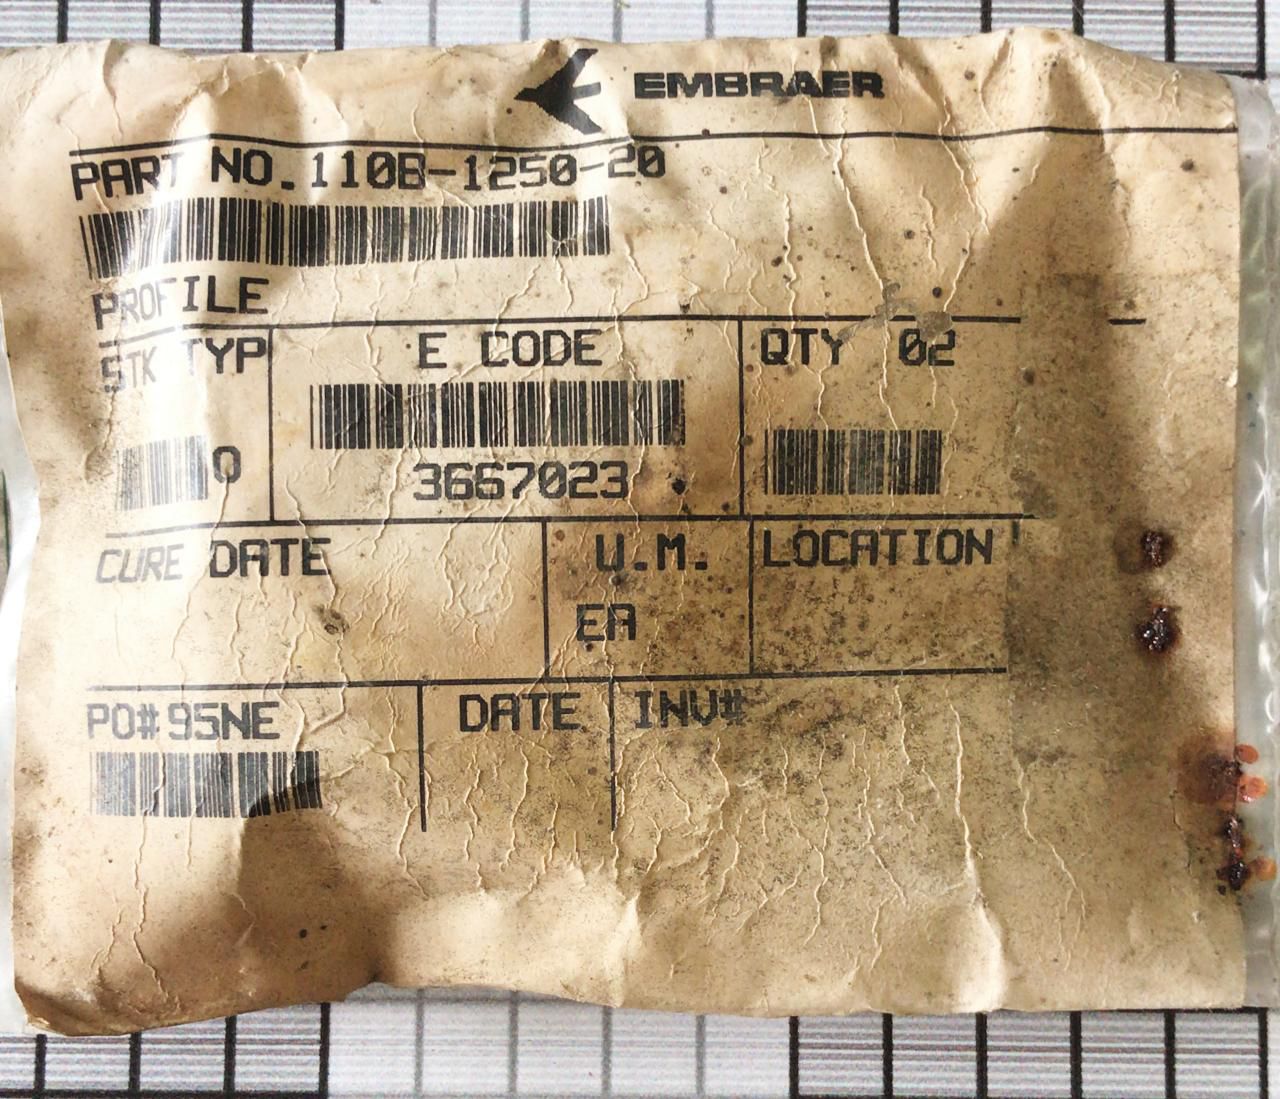 EMBRAER
PART NO. 110B-1250-20
PROFILE
STK TYP
E CODE
QTY 02
0
3667023
CURE DATE
U.M.
LOCATION
EA
PO# 95NE
DATE
INV#